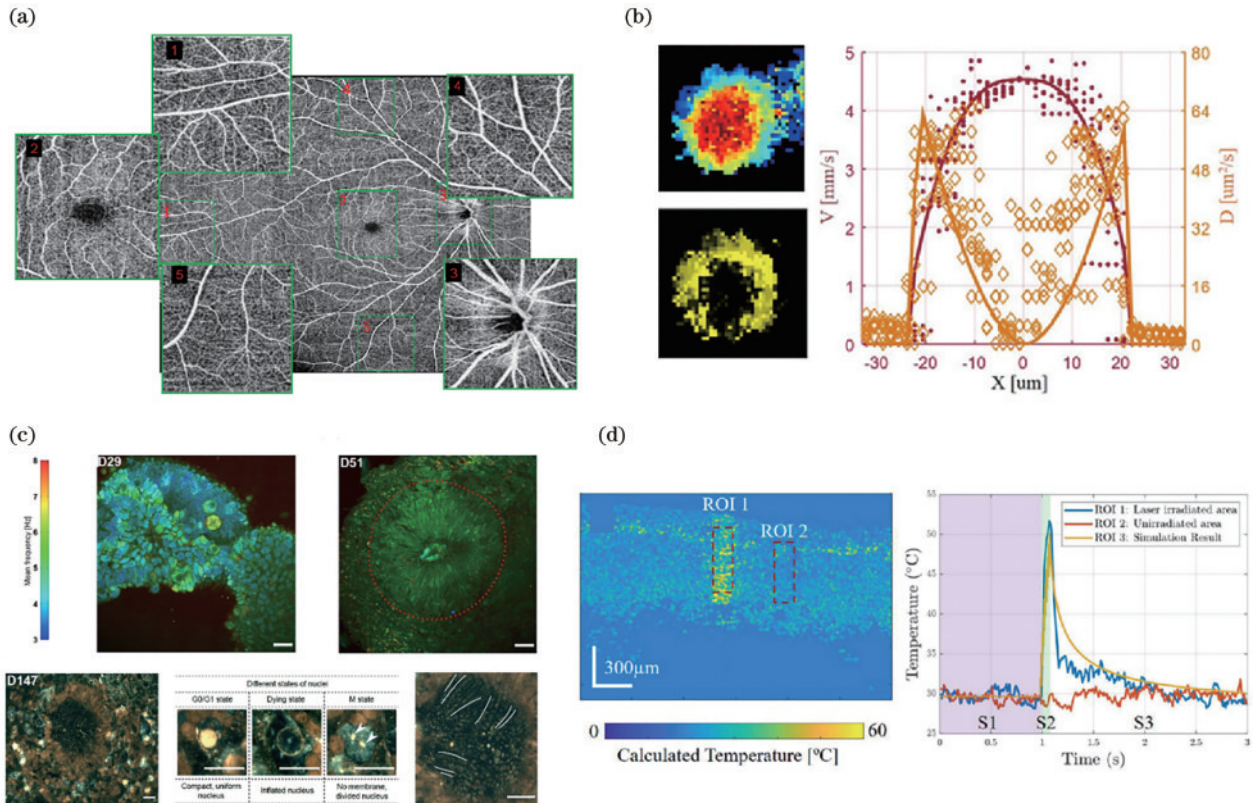 (a)
1
2
4
5
3
4
1
2
3
5
(b)
V [mm/s]
5
4
3
2
1
0
D [um²/s]
80
64
48
32
16
0
-30
-20
-10
0
10
20
30
X [um]
(c)
Mean frequency [Hz]
8
7
6
5
4
3
D29
D51
D147
Different states of nuclei
G0/G1 state
Dying state
M state
Compact, uniform nucleus
Inflated nucleus
No membrane, divided nucleus
(d)
ROI 1
ROI 2
300μm
0
60
Calculated Temperature [°C]
Temperature (°C)
55
50
45
40
35
30
25
ROI 1: Laser irradiated area
ROI 2: Unirradiated area
ROI 3: Simulation Result
S1
S2
S3
0
0.5
1
1.5
2
2.5
3
Time (s)